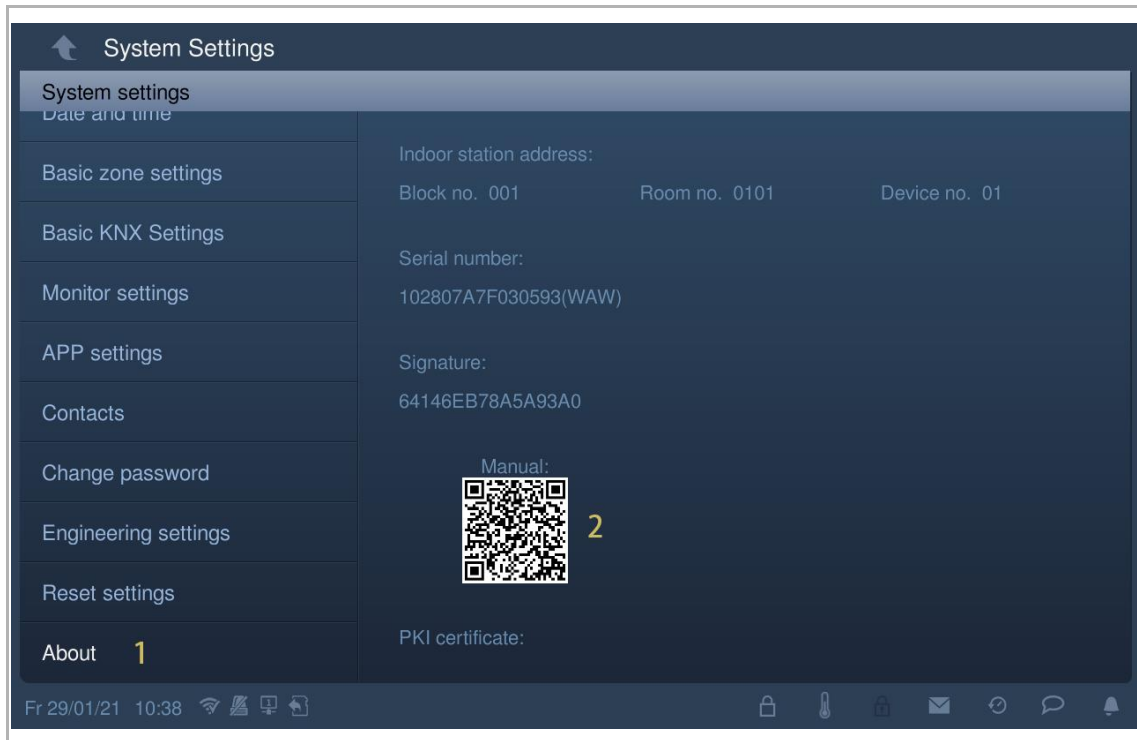 System Settings
System settings
Date and time
Basic zone settings
Basic KNX Settings
Monitor settings
APP settings
Contacts
Change password
Engineering settings
Reset settings
About 1
Indoor station address:
Block no. 001 Room no. 0101 Device no. 01
Serial number:
102807A7F030593(WAW)
Signature:
64146EB78A5A93A0
Manual:
2
PKI certificate:
Fr 29/01/21 10:38